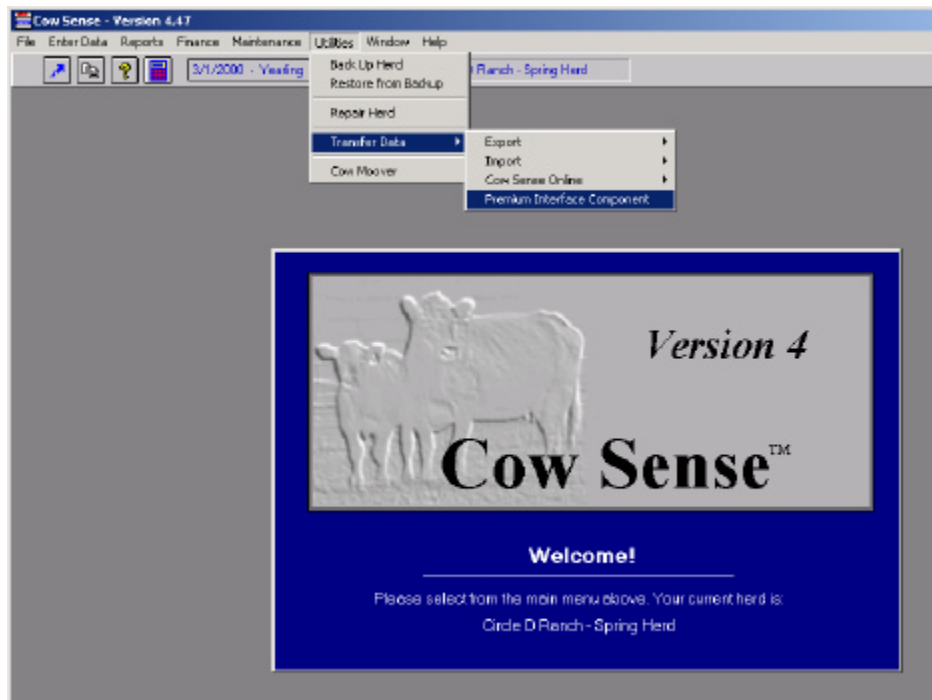 Cow Sense - Version 4.47
File Enter Data Reports Finance Maintenance Utilities Window Help
3/1/2000 - Yearling
D Ranch - Spring Herd
Back Up Herd
Restore from Backup
Repair Herd
Transfer Data
Cow Moover
Export
Import
Cow Sense Online
Premium Interface Component
Version 4
Cow Sense™
Welcome!
Please select from the main menu above. Your current herd is:
Circle D Ranch - Spring Herd